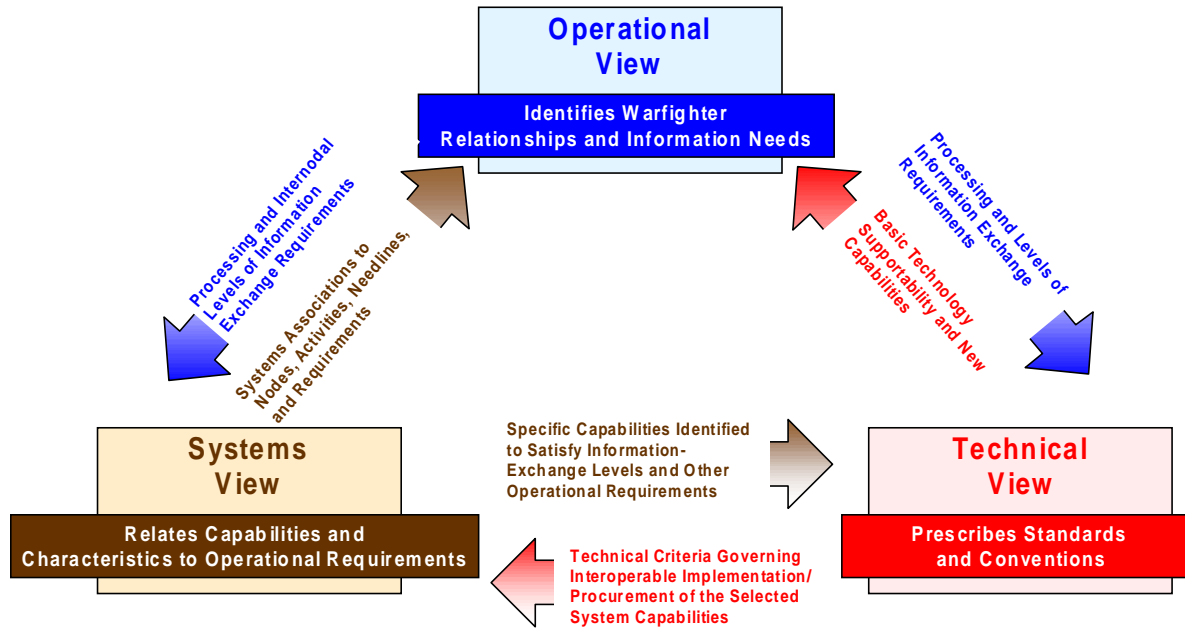 Operational
View
Identifies Warfighter
Relationships and Information Needs
Processing and Internodal
Levels of Information
Exchange Requirements
Systems Associations to
Nodes, Activities, Needlines,
and Requirements
Basic Technology
Supportability and New
Capabilities
Processing and Levels of
Information Exchange
Requirements
Systems
View
Relates Capabilities and
Characteristics to Operational Requirements
Specific Capabilities Identified
to Satisfy Information-
Exchange Levels and Other
Operational Requirements
Technical Criteria Governing
Interoperable Implementation/
Procurement of the Selected
System Capabilities
Technical
View
Prescribes Standards
and Conventions